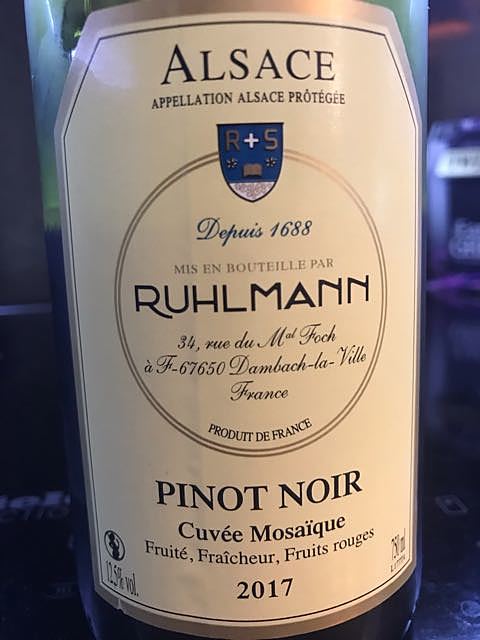 ALSACE
APPELLATION ALSACE PRÔTÉGÉE
R+S
Depuis 1688
MIS EN BOUTEILLE PAR
RUHLMANN
34, rue du Mal Foch
à F-67650 Dambach-la-Ville
France
PRODUIT DE FRANCE
PINOT NOIR
Cuvée Mosaïque
Fruité, Fraîcheur, Fruits rouges
12.5% vol.
750 ml
2017